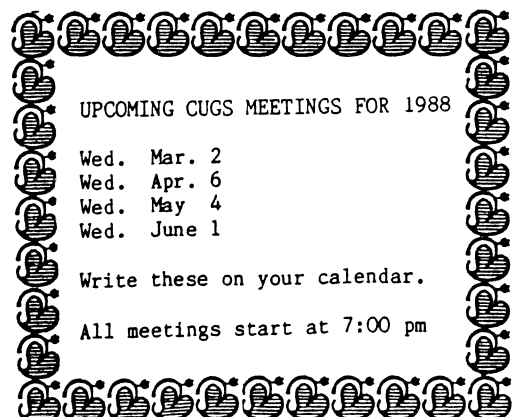 UPCOMING CUGS MEETINGS FOR 1988
Wed. Mar. 2
Wed. Apr. 6
Wed. May 4
Wed. June 1
Write these on your calendar.
All meetings start at 7:00 pm